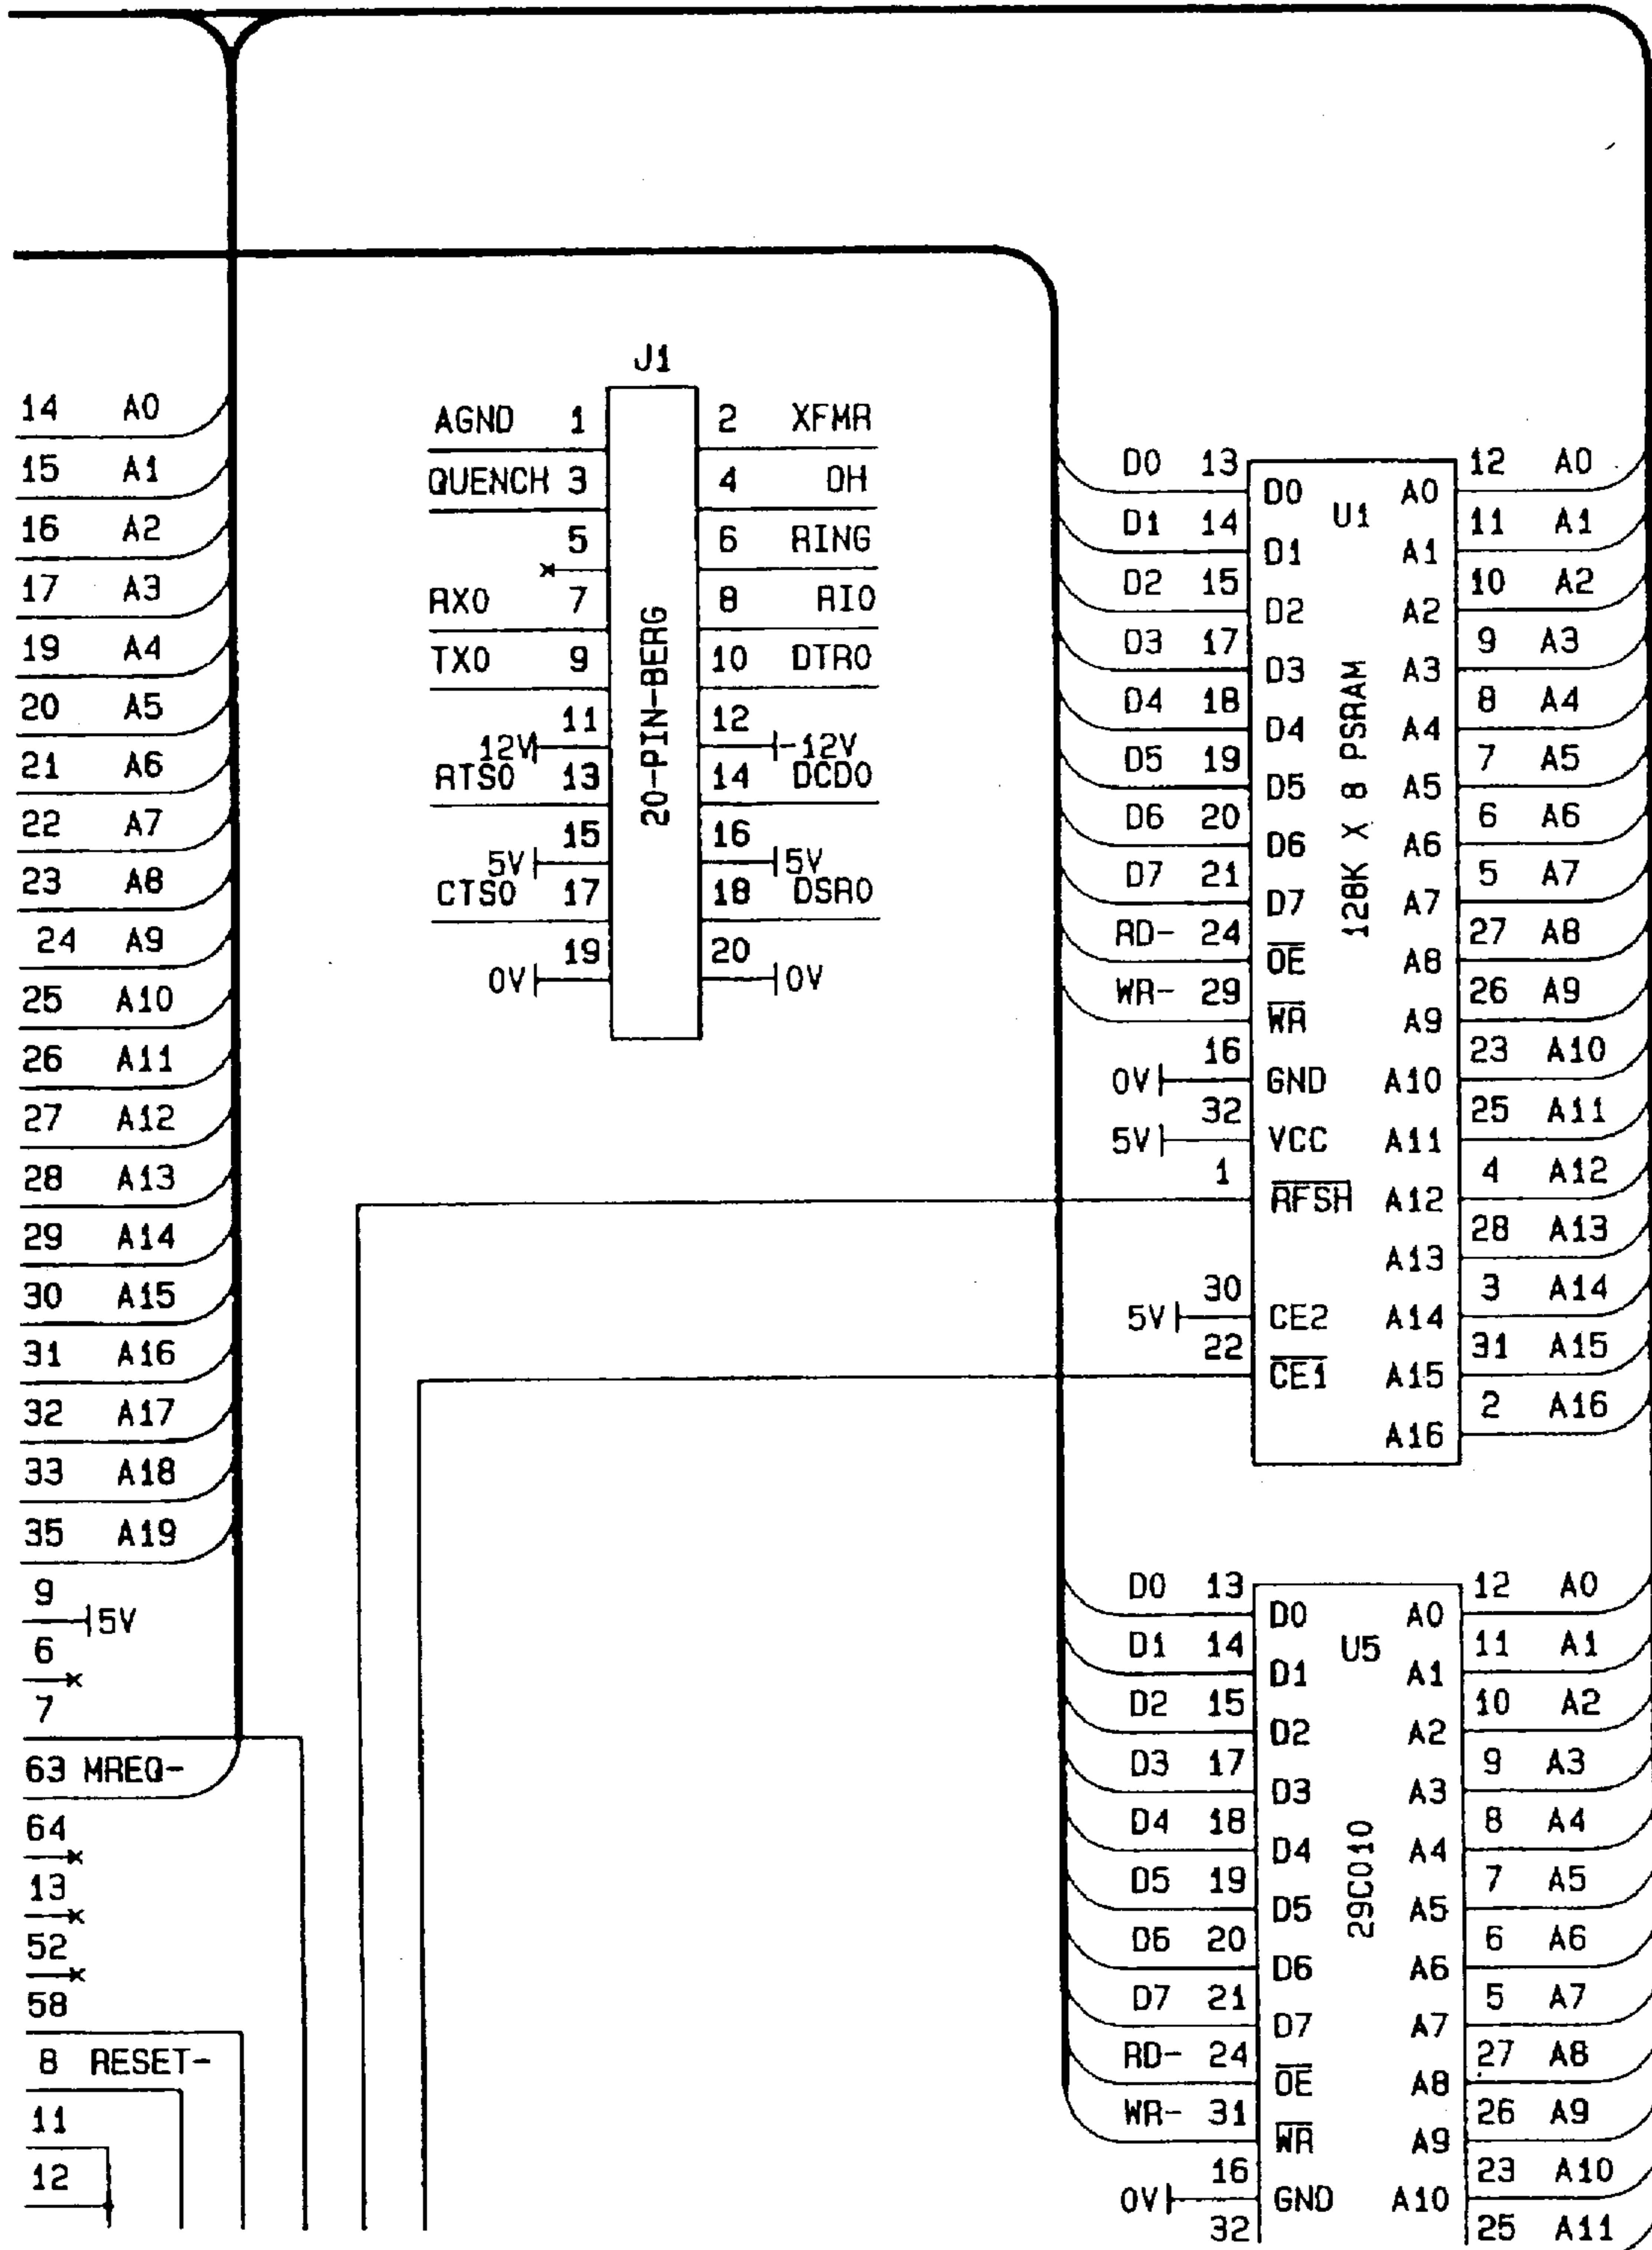 14 A0
15 A1
16 A2
17 A3
19 A4
20 A5
21 A6
22 A7
23 A8
24 A9
25 A10
26 A11
27 A12
28 A13
29 A14
30 A15
31 A16
32 A17
33 A18
35 A19
9
5V
6
7
63 MREQ-
64
13
52
58
8 RESET-
11
12
J1
20-PIN-BERG
AGND 1 2 XFMR
QUENCH 3 4 OH
5 6 RING
RX0 7 8 RI0
TX0 9 10 DTR0
11 12
12V -12V
RTS0 13 14 DCD0
15 16
5V 5V
CTS0 17 18 DSR0
19 20
0V 0V
U1
128K X 8 PSRAM
D0 13 12 A0
D0 A0
D1 14 11 A1
D1 A1
D2 15 10 A2
D2 A2
D3 17 9 A3
D3 A3
D4 18 8 A4
D4 A4
D5 19 7 A5
D5 A5
D6 20 6 A6
D6 A6
D7 21 5 A7
D7 A7
RD- 24 27 A8
OE A8
WR- 29 26 A9
WR A9
16 23 A10
0V GND A10
32 25 A11
5V VCC A11
1 4 A12
RFSH A12
28 A13
A13
30 3 A14
5V CE2 A14
22 31 A15
CE1 A15
2 A16
A16
U5
29C010
D0 13 12 A0
D0 A0
D1 14 11 A1
D1 A1
D2 15 10 A2
D2 A2
D3 17 9 A3
D3 A3
D4 18 8 A4
D4 A4
D5 19 7 A5
D5 A5
D6 20 6 A6
D6 A6
D7 21 5 A7
D7 A7
RD- 24 27 A8
OE A8
WR- 31 26 A9
WR A9
16 23 A10
0V GND A10
32 25 A11